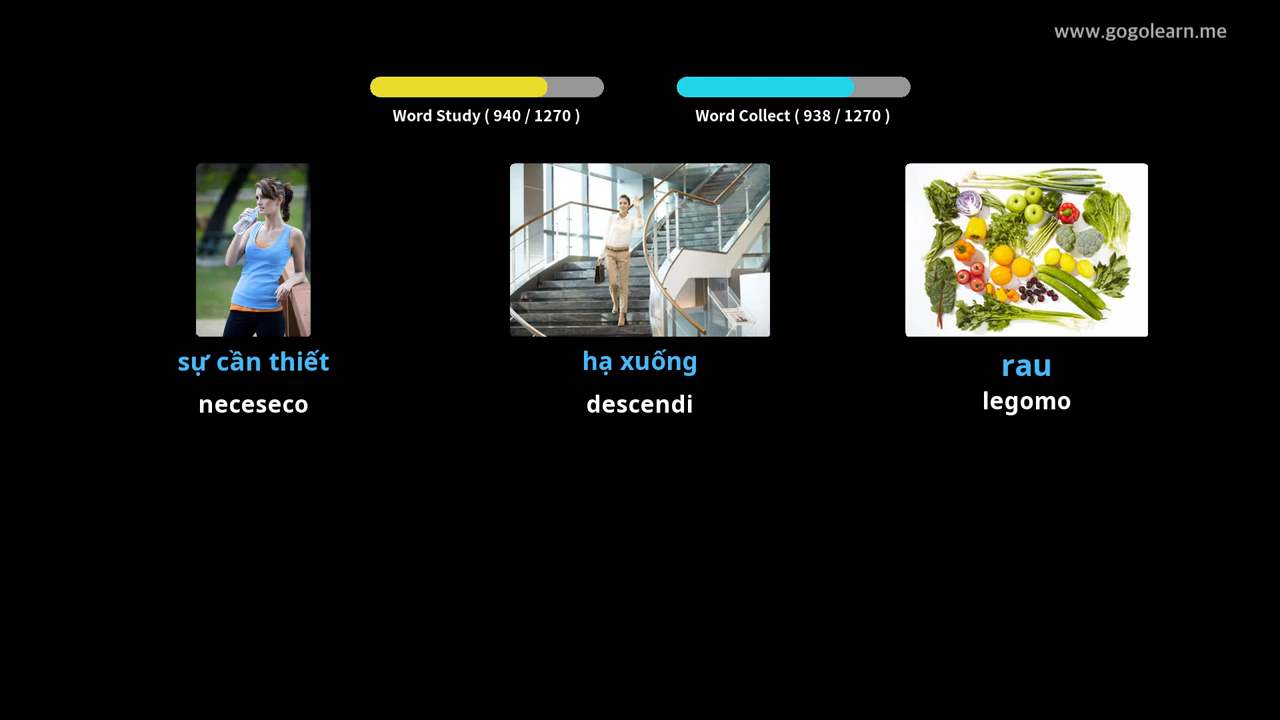 www.gogolearn.me
Word Study ( 940 / 1270 )
Word Collect ( 938 / 1270 )
sự cần thiết
neceseco
hạ xuống
descendi
rau
legomo